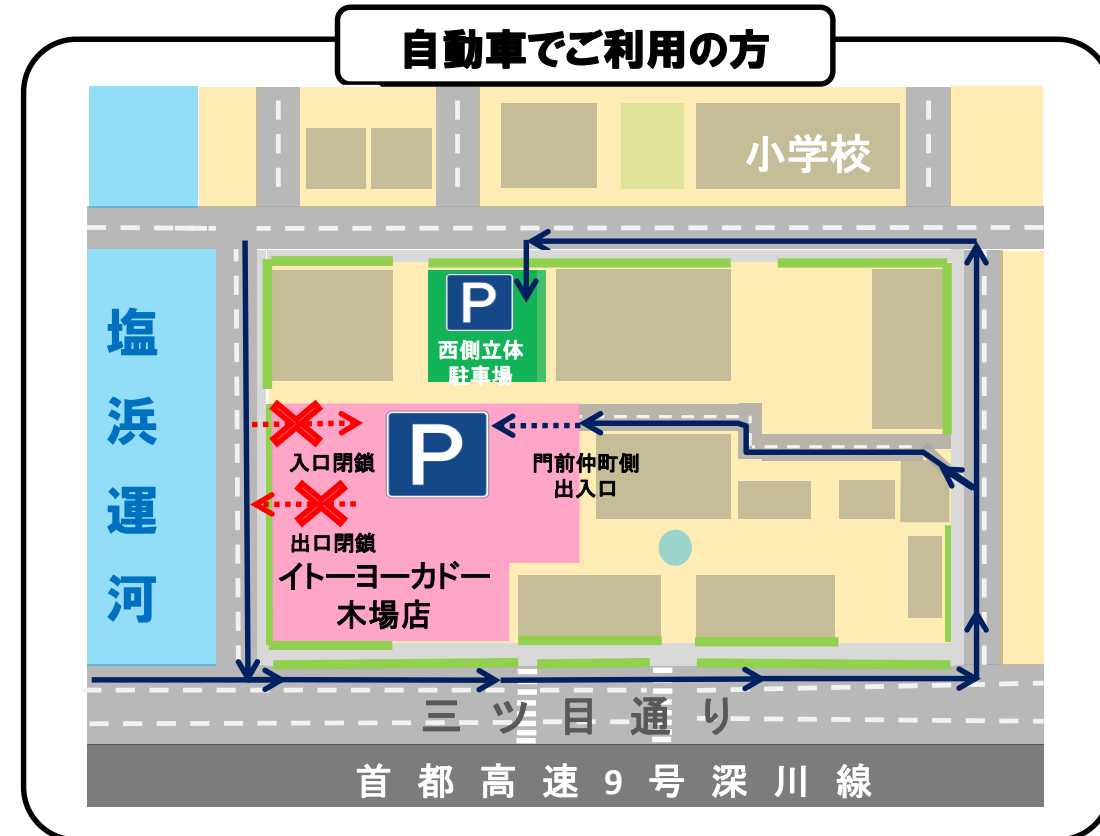 自動車でご利用の方
小学校
塩浜運河
P
西側立体
駐車場
P
入口閉鎖
門前仲町側
出入口
出口閉鎖
イトーヨーカドー
木場店
三ツ目通り
首都高速9号深川線